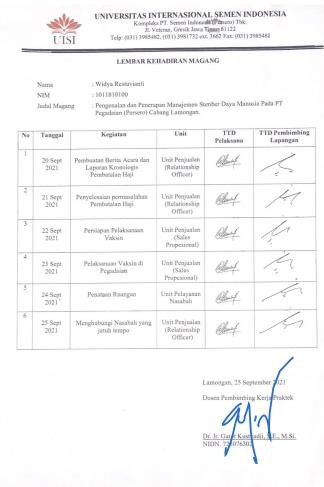 UNIVERSITAS INTERNASIONAL SEMEN INDONESIA
Kompleks PT. Semen Indonesia (Persero) Tbk.
Jl. Veteran, Gresik Jawa Timur 61122
Telp: (031) 3985482, (031) 3981732 ext. 3662 Fax: (031) 3985481
UISI
LEMBAR KEHADIRAN MAGANG
Nama : Widya Restuvianti
NIM : 1011810100
Judul Magang : Pengenalan dan Penerapan Manajemen Sumber Daya Manusia Pada PT
Pegadaian (Persero) Cabang Lamongan.
No Tanggal Kegiatan Unit TTD Pelaksana TTD Pembimbing Lapangan
1 20 Sept 2021 Pembuatan Berita Acara dan Laporan Kronologis Pembatalan Haji Unit Penjualan (Relationship Officer)
2 21 Sept 2021 Penyelesaian permasalahan Pembatalan Haji Unit Penjualan (Relationship Officer)
3 22 Sept 2021 Persiapan Pelaksanaan Vaksin Unit Penjualan (Sales Propesional)
4 23 Sept 2021 Pelaksanaan Vaksin di Pegadaian Unit Penjualan (Sales Propesional)
5 24 Sept 2021 Penataan Ruangan Unit Pelayanan Nasabah
6 25 Sept 2021 Menghubungi Nasabah yang jatuh tempo Unit Penjualan (Relationship Officer)
Lamongan, 25 September 2021
Dosen Pembimbing Kerja Praktek
Dr. Ir. Gatot S.E., M.Si.
NIDN.